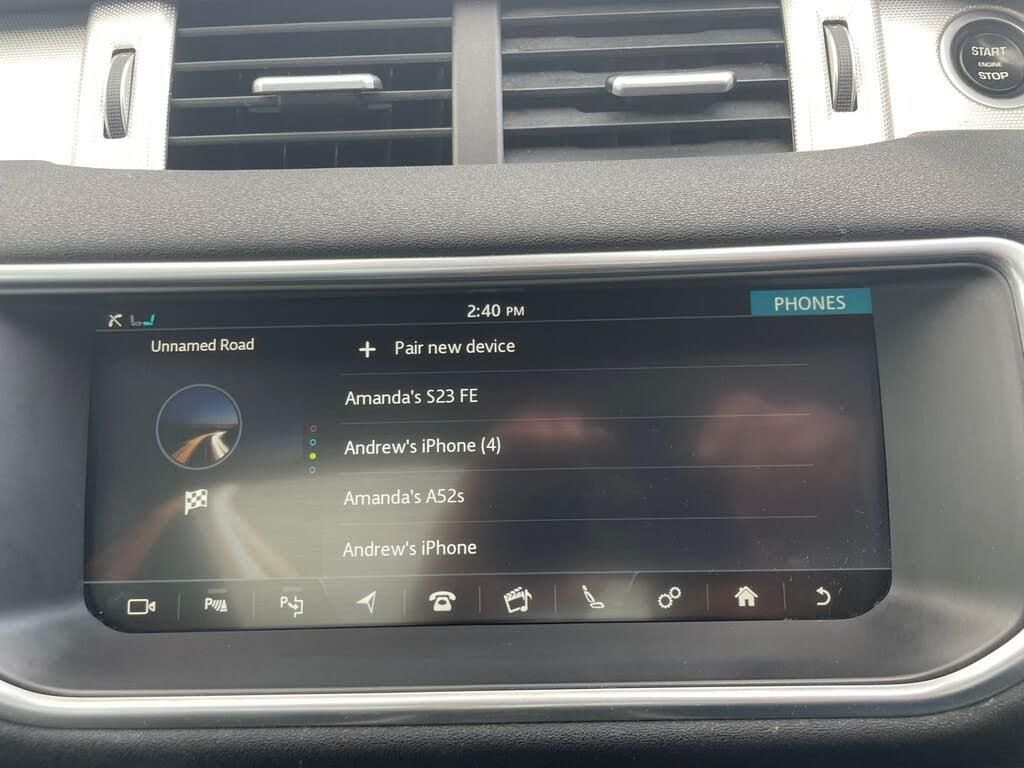 START
ENGINE
STOP
2:40 PM
PHONES
Unnamed Road
+ Pair new device
Amanda's S23 FE
Andrew's iPhone (4)
Amanda's A52s
Andrew's iPhone
P
P